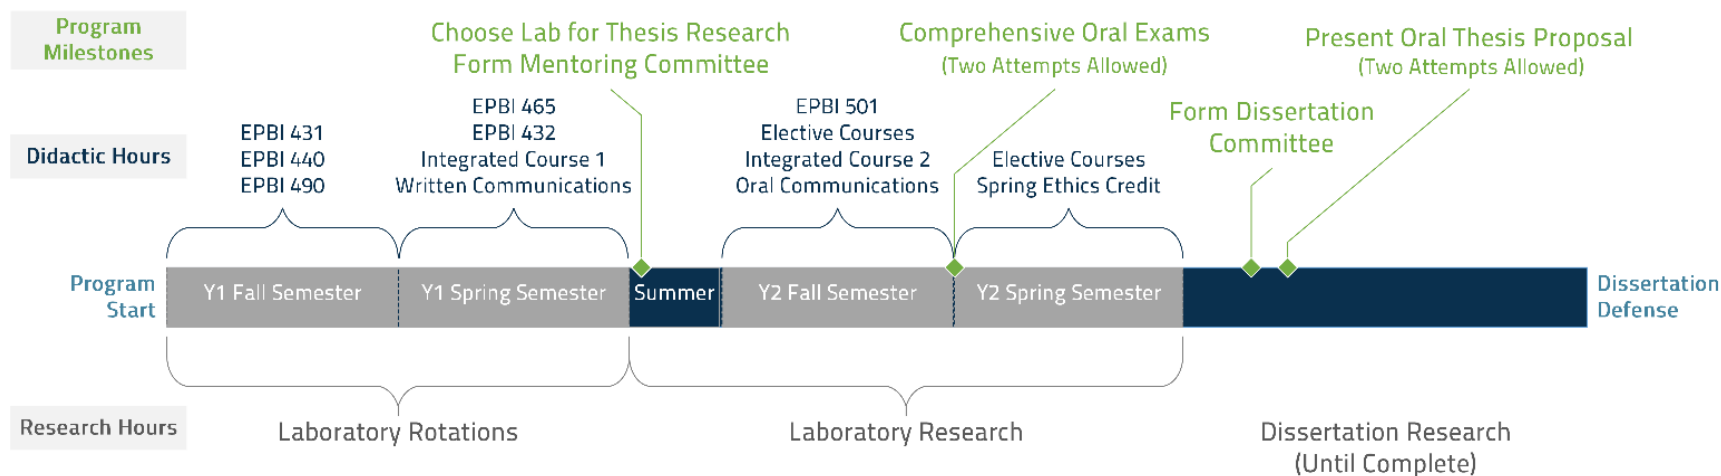 Program
Milestones
Choose Lab for Thesis Research
Form Mentoring Committee
Comprehensive Oral Exams
(Two Attempts Allowed)
Present Oral Thesis Proposal
(Two Attempts Allowed)
Form Dissertation
Committee
Didactic Hours
EPBI 431
EPBI 440
EPBI 490
EPBI 465
EPBI 432
Integrated Course 1
Written Communications
EPBI 501
Elective Courses
Integrated Course 2
Oral Communications
Elective Courses
Spring Ethics Credit
Program
Start
Y1 Fall Semester
Y1 Spring Semester
Summer
Y2 Fall Semester
Y2 Spring Semester
Dissertation
Defense
Research Hours
Laboratory Rotations
Laboratory Research
Dissertation Research
(Until Complete)